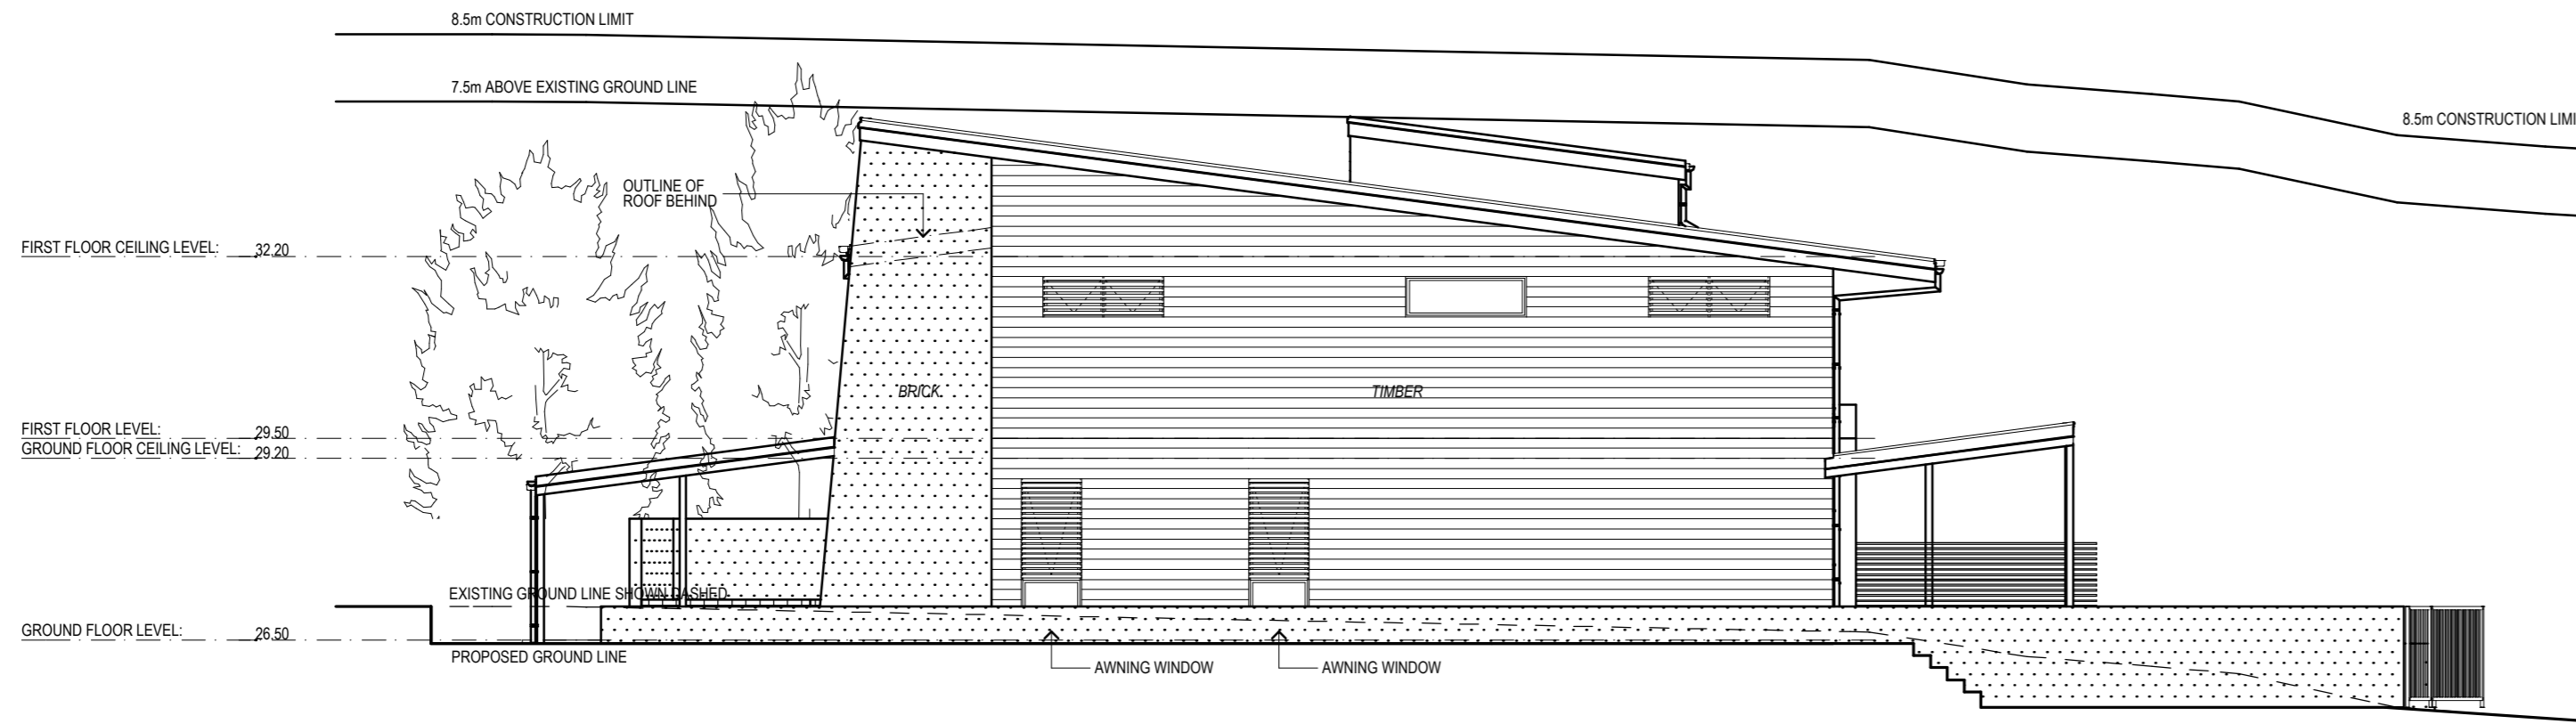 8.5m CONSTRUCTION LIMIT
7.5m ABOVE EXISTING GROUND LINE
8.5m CONSTRUCTION LIMI
OUTLINE OF
ROOF BEHIND
FIRST FLOOR CEILING LEVEL: 32.20
BRICK
TIMBER
FIRST FLOOR LEVEL: 29.50
GROUND FLOOR CEILING LEVEL: 29.20
EXISTING GROUND LINE SHOWN DASHED
GROUND FLOOR LEVEL: 26.50
PROPOSED GROUND LINE
AWNING WINDOW
AWNING WINDOW